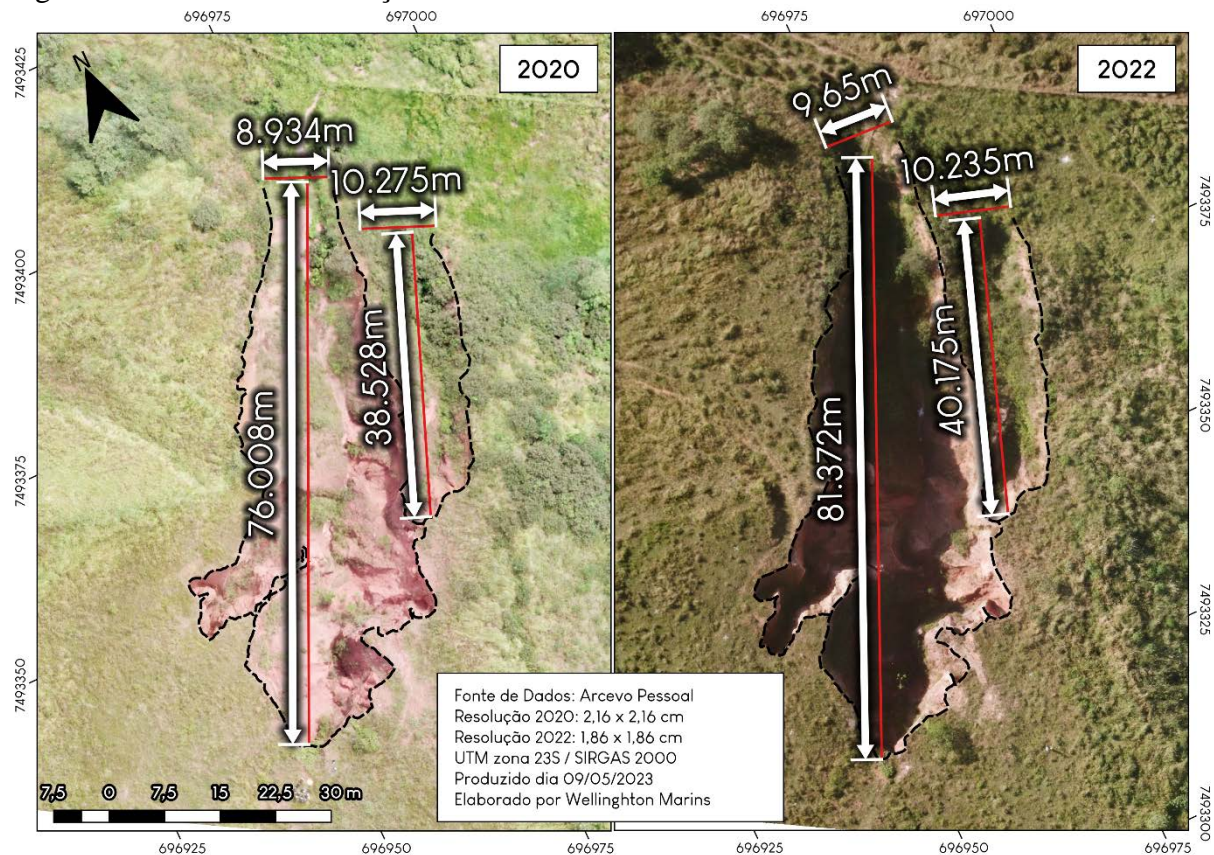 696975
697000
696975
697000
7493425
7493400
7493375
7493350
N
2020
8.934m
10.275m
76.008m
38.528m
7,5 0 7,5 15 22,5 30 m
696925
696950
696975
2022
9.65m
10.235m
81.372m
40.175m
7493375
7493350
7493325
7493300
696925
696950
696975
Fonte de Dados: Arcevo Pessoal
Resolução 2020: 2,16 x 2,16 cm
Resolução 2022: 1,86 x 1,86 cm
UTM zona 23S / SIRGAS 2000
Produzido dia 09/05/2023
Elaborado por Wellinghton Marins